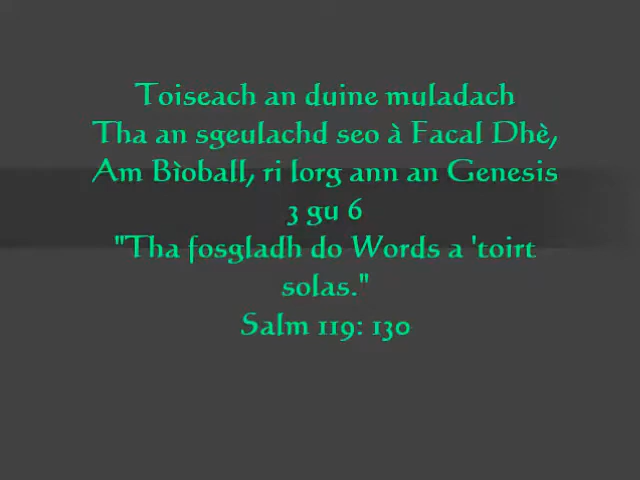 Toiseach an duine muladach
Tha an sgeulachd seo à Facal Dhè,
Am Bìoball, ri lorg ann an Genesis
3 gu 6
"Tha fosgladh do Words a 'toirt
solas."
Salm 119: 130